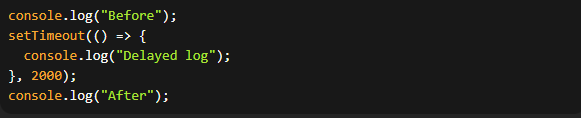 console.log("Before");
setTimeout(() => {
  console.log("Delayed log");
}, 2000);
console.log("After");